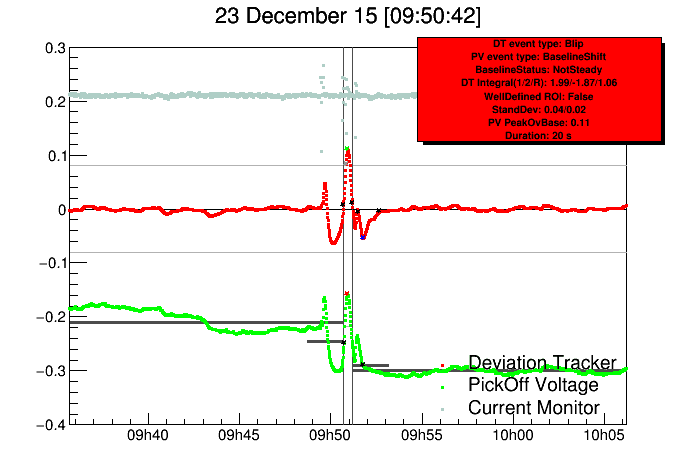 23 December 15 [09:50:42]
DT event type: Blip
PV event type: BaselineShift
BaselineStatus: NotSteady
DT Integral(1/2/R): 1.99/-1.87/1.06
WellDefined ROI: False
StandDev: 0.04/0.02
PV PeakOvBase: 0.11
Duration: 20 s
0.3
0.2
0.1
0
−0.1
−0.2
−0.3
−0.4
Deviation Tracker
PickOff Voltage
Current Monitor
09h40 09h45 09h50 09h55 10h00 10h05